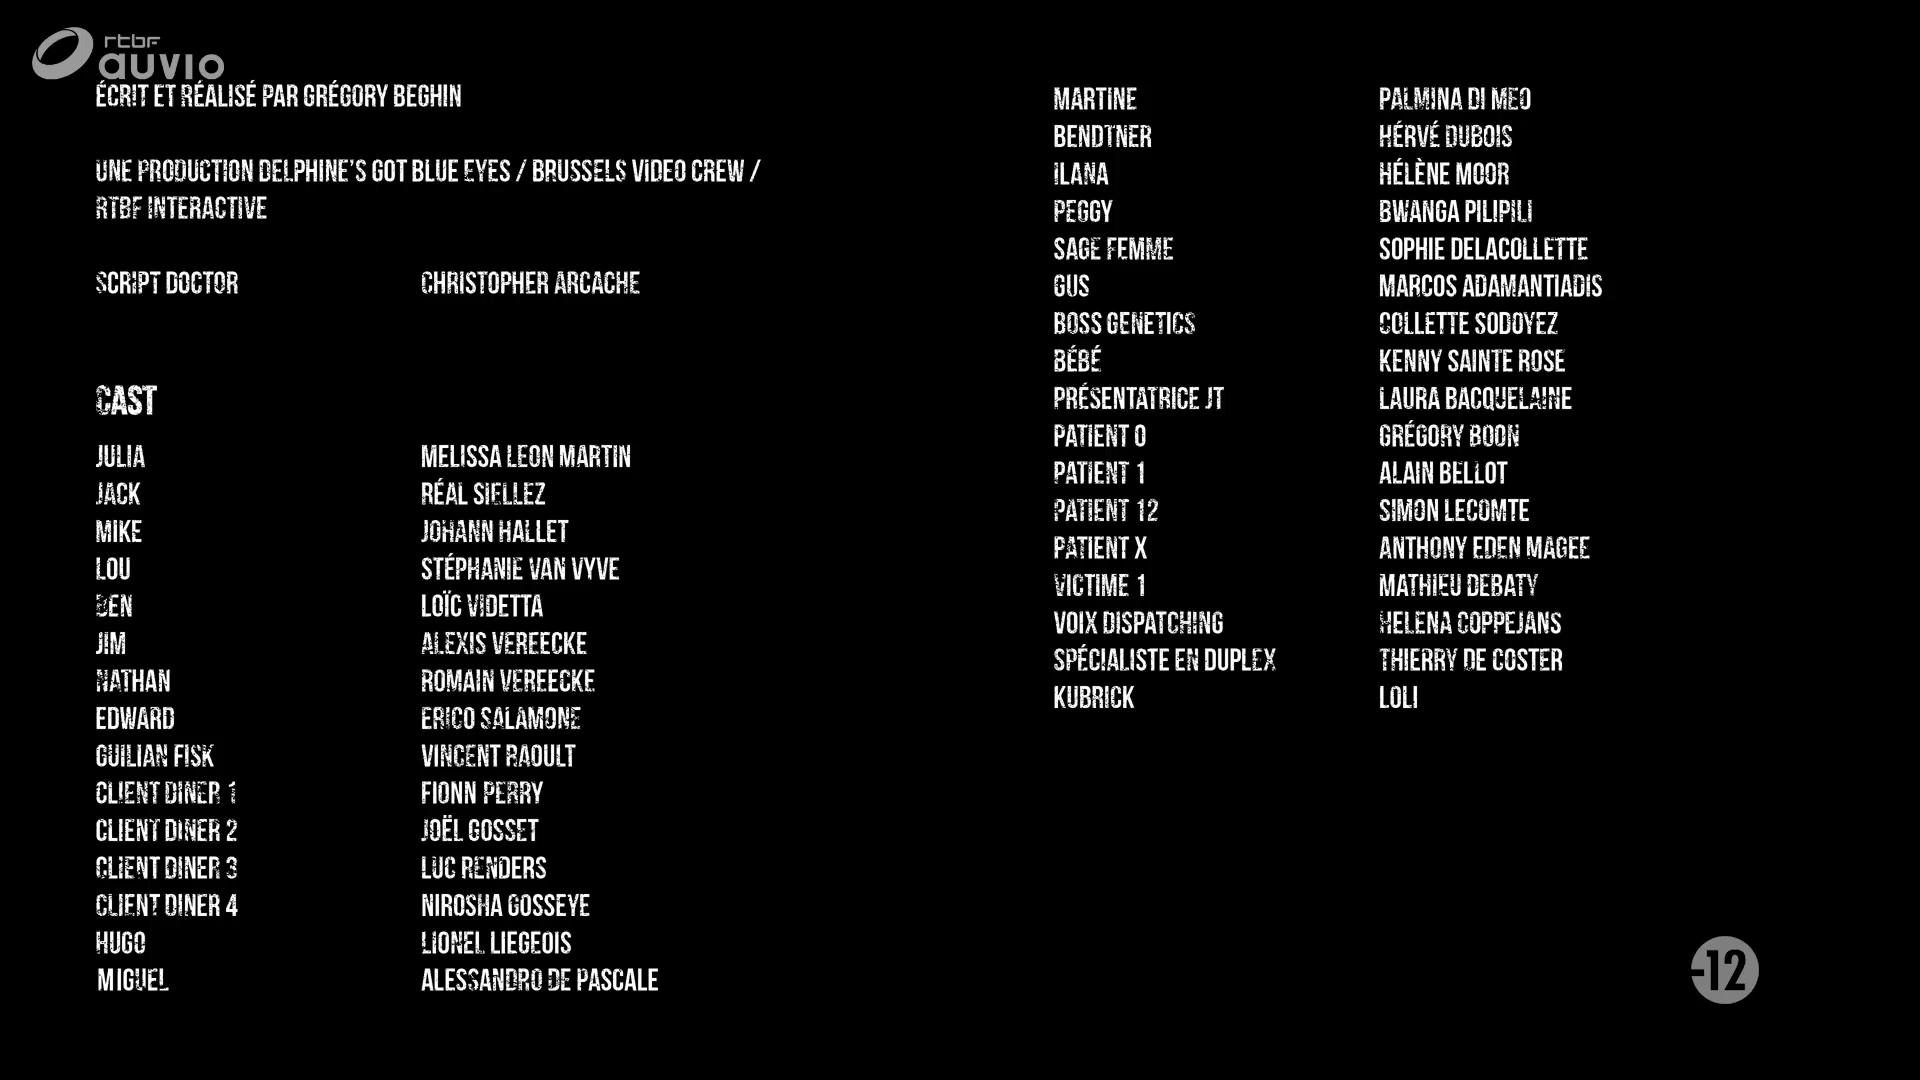 rtbf
auvio
ÉCRIT ET RÉALISÉ PAR GRÉGORY BEGHIN
UNE PRODUCTION DELPHINE'S GOT BLUE EYES / BRUSSELS VIDEO CREW /
RTBF INTERACTIVE
SCRIPT DOCTOR CHRISTOPHER ARCACHE
CAST
JULIA MELISSA LEON MARTIN
JACK RÉAL SIELLEZ
MIKE JOHANN HALLET
LOU STÉPHANIE VAN VYVE
BEN LOÏC VIDETTA
JIM ALEXIS VEREECKE
NATHAN ROMAIN VEREECKE
EDWARD ERICO SALAMONE
GUILIAN FISK VINCENT RAOULT
CLIENT DINER 1 FIONN PERRY
CLIENT DINER 2 JOËL GOSSET
CLIENT DINER 3 LUC RENDERS
CLIENT DINER 4 NIROSHA GOSSEYE
HUGO LIONEL LIEGEOIS
MIGUEL ALESSANDRO DE PASCALE
MARTINE PALMINA DI MEO
BENDTNER HÉRVÉ DUBOIS
ILANA HÉLÈNE MOOR
PEGGY BWANGA PILIPILI
SAGE FEMME SOPHIE DELACOLLETTE
GUS MARCOS ADAMANTIADIS
BOSS GENETICS COLLETTE SODOYEZ
BÉBÉ KENNY SAINTE ROSE
PRÉSENTATRICE JT LAURA BACQUELAINE
PATIENT 0 GRÉGORY BOON
PATIENT 1 ALAIN BELLOT
PATIENT 12 SIMON LECOMTE
PATIENT X ANTHONY EDEN MAGEE
VICTIME 1 MATHIEU DEBATY
VOIX DISPATCHING HELENA COPPEJANS
SPÉCIALISTE EN DUPLEX THIERRY DE COSTER
KUBRICK LOLI
-12